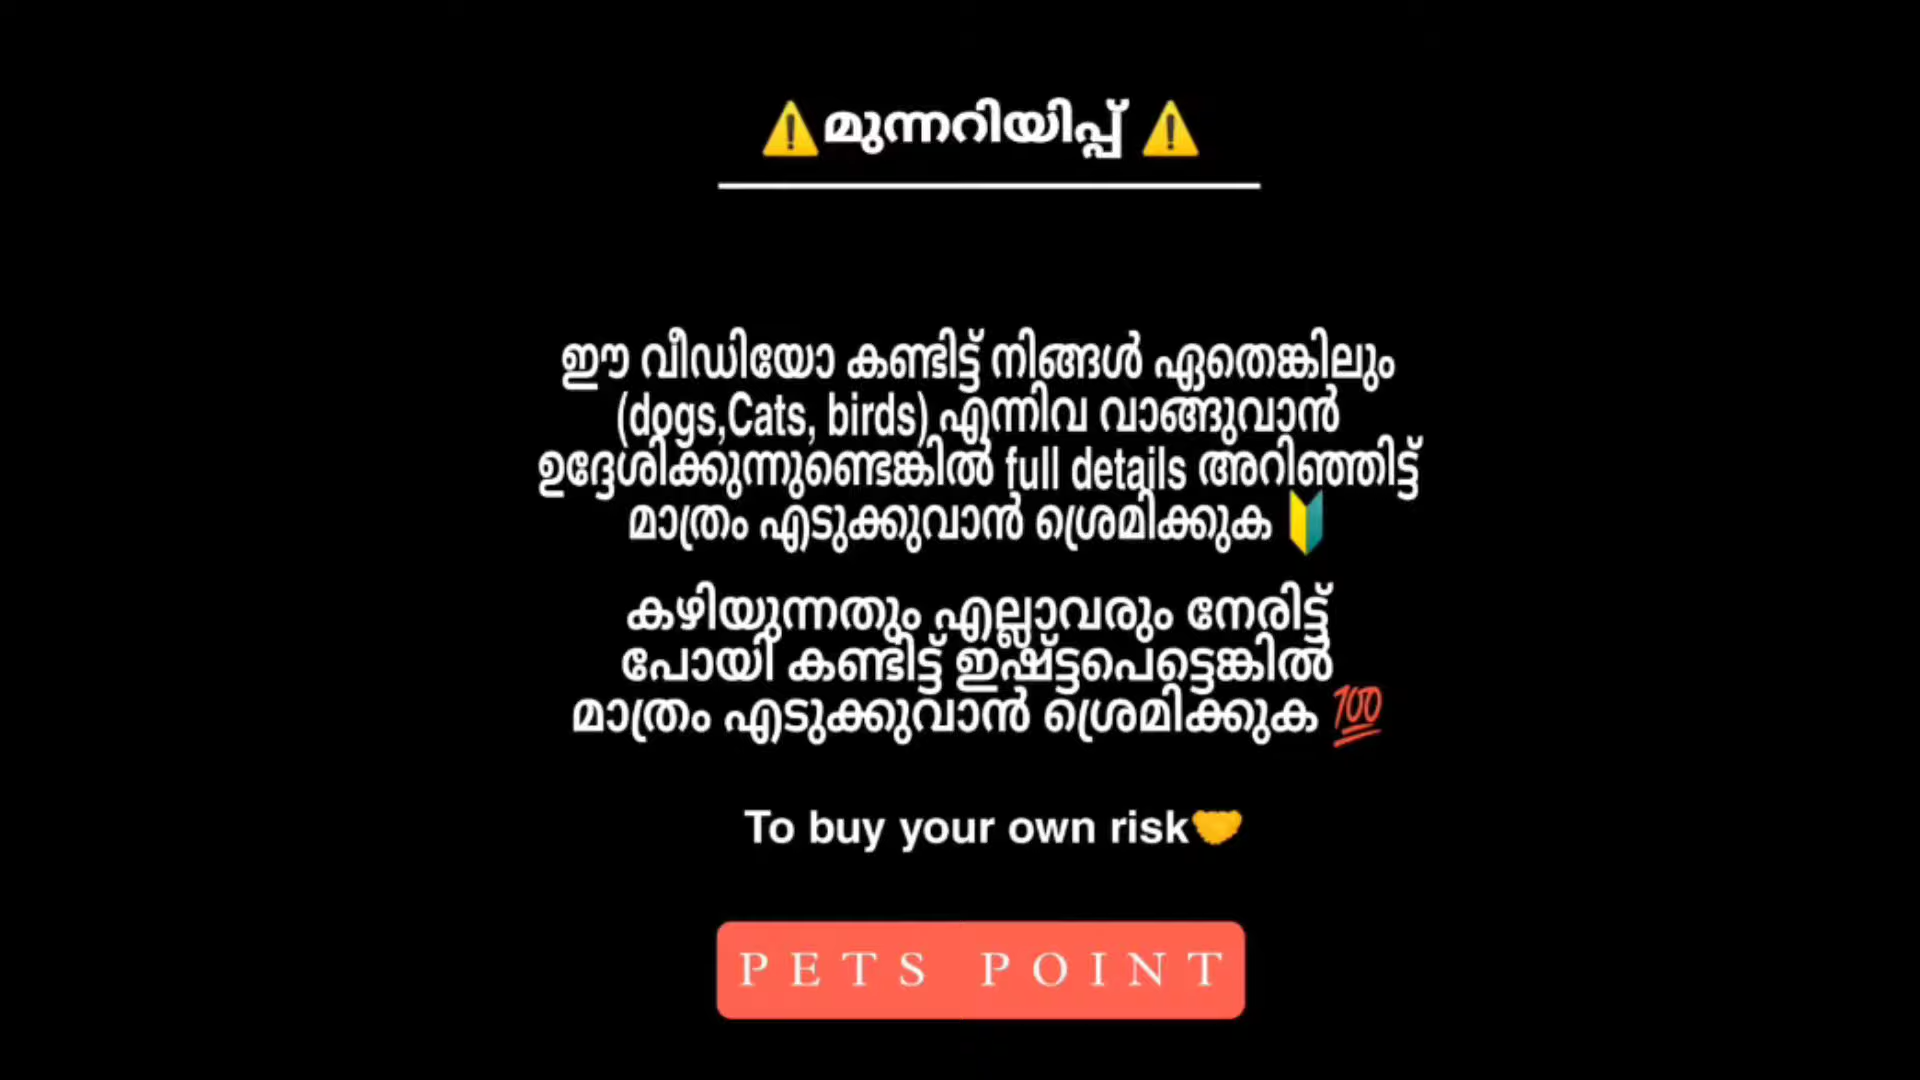 ⚠️മുന്നറിയിപ്പ് ⚠️
ഈ വീഡിയോ കണ്ടിട്ട് നിങ്ങൾ ഏതെങ്കിലും
(dogs,Cats, birds) എന്നിവ വാങ്ങുവാൻ
ഉദ്ദേശിക്കുന്നുണ്ടെങ്കിൽ full details അറിഞ്ഞിട്ട്
മാത്രം എടുക്കുവാൻ ശ്രെമിക്കുക 🔰
കഴിയുന്നതും എല്ലാവരും നേരിട്ട്
പോയി കണ്ടിട്ട് ഇഷ്ട്ടപെട്ടെങ്കിൽ
മാത്രം എടുക്കുവാൻ ശ്രെമിക്കുക 💯
To buy your own risk🤝
PETS POINT